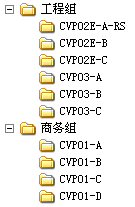 工程组
CVP02E-A-RS
CVP02E-B
CVP02E-C
CVP03-A
CVP03-B
CVP03-C
商务组
CVP01-A
CVP01-B
CVP01-C
CVP01-D